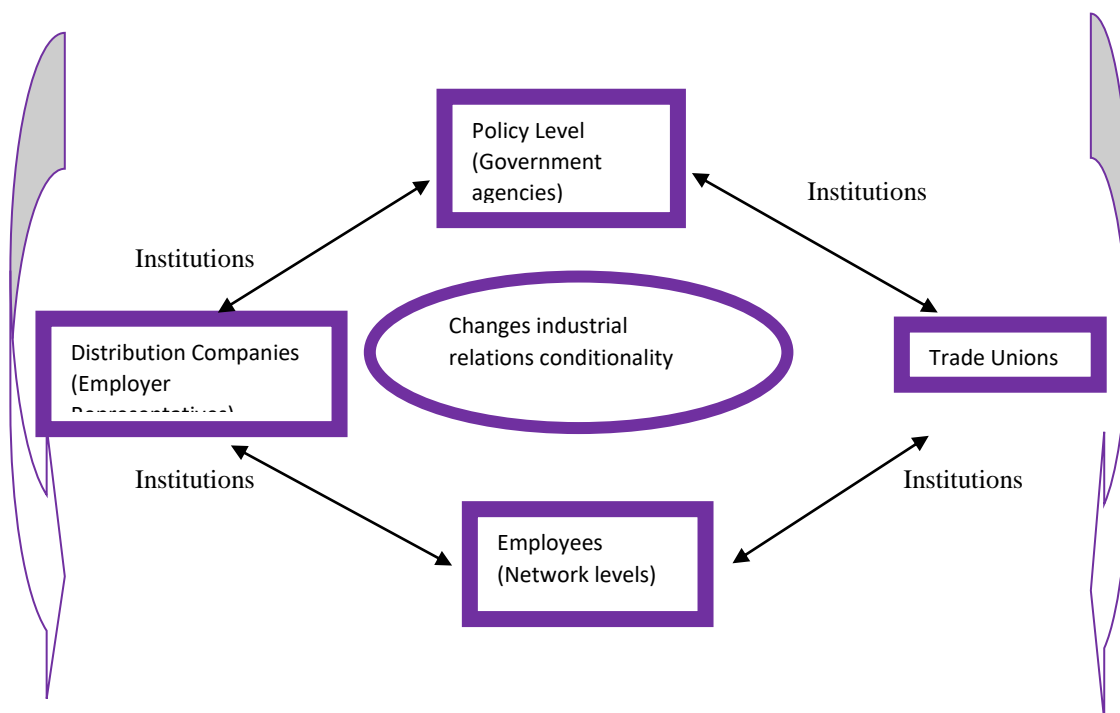 Policy Level
(Government
agencies)
Institutions
Institutions
Distribution Companies
(Employer
Representatives)
Changes industrial
relations conditionality
Trade Unions
Institutions
Institutions
Employees
(Network levels)